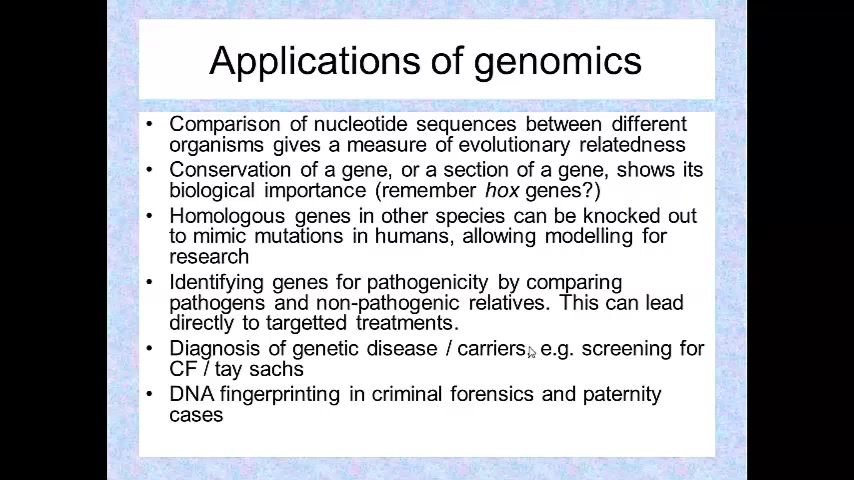 Applications of genomics
• Comparison of nucleotide sequences between different
organisms gives a measure of evolutionary relatedness
• Conservation of a gene, or a section of a gene, shows its
biological importance (remember hox genes?)
• Homologous genes in other species can be knocked out
to mimic mutations in humans, allowing modelling for
research
• Identifying genes for pathogenicity by comparing
pathogens and non-pathogenic relatives. This can lead
directly to targetted treatments.
• Diagnosis of genetic disease / carriers, e.g. screening for
CF / tay sachs
• DNA fingerprinting in criminal forensics and paternity
cases